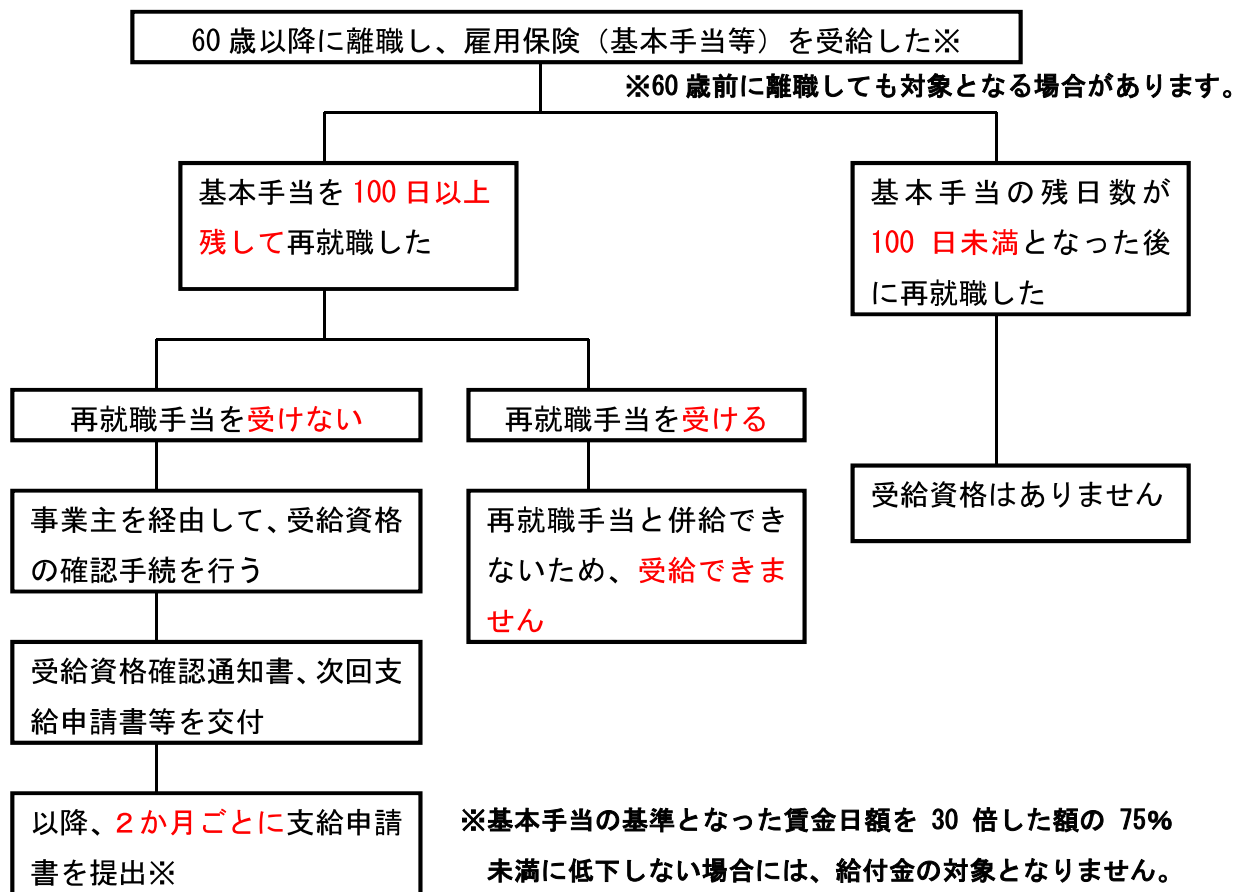 60歳以降に離職し、雇用保険（基本手当等）を受給した※
※60歳前に離職しても対象となる場合があります。
基本手当を100日以上
残して再就職した
基本手当の残日数が
100日未満となった後
に再就職した
再就職手当を受けない
再就職手当を受ける
事業主を経由して、受給資格
の確認手続を行う
再就職手当と併給でき
ないため、受給できま
せん
受給資格はありません
受給資格確認通知書、次回支
給申請書等を交付
以降、２か月ごとに支給申請
書を提出※
※基本手当の基準となった賃金日額を 30 倍した額の 75%
未満に低下しない場合には、給付金の対象となりません。